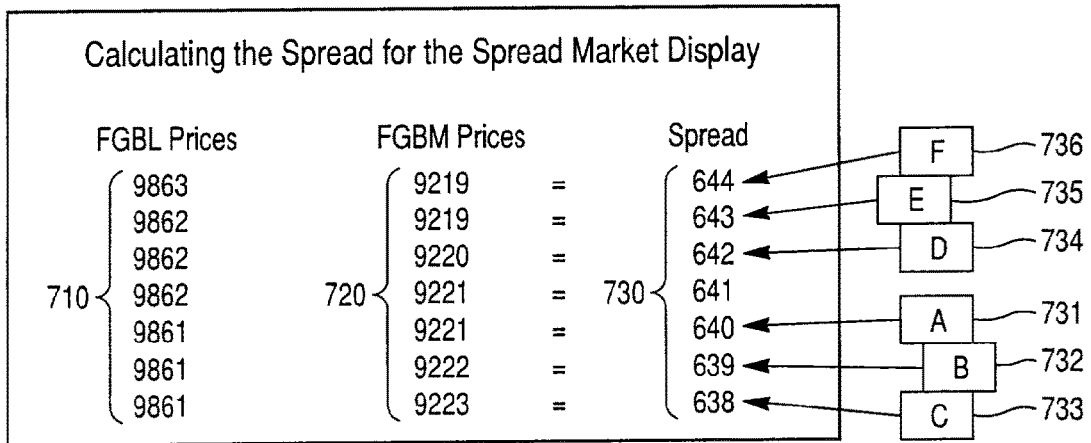 Calculating the Spread for the Spread Market Display
FGBL Prices FGBM Prices Spread
9863 9219 = 644 F 736
9862 9219 = 643 E 735
9862 9220 = 642 D 734
710 9862 720 9221 = 730 641
9861 9221 = 640 A 731
9861 9222 = 639 B 732
9861 9223 = 638 C 733